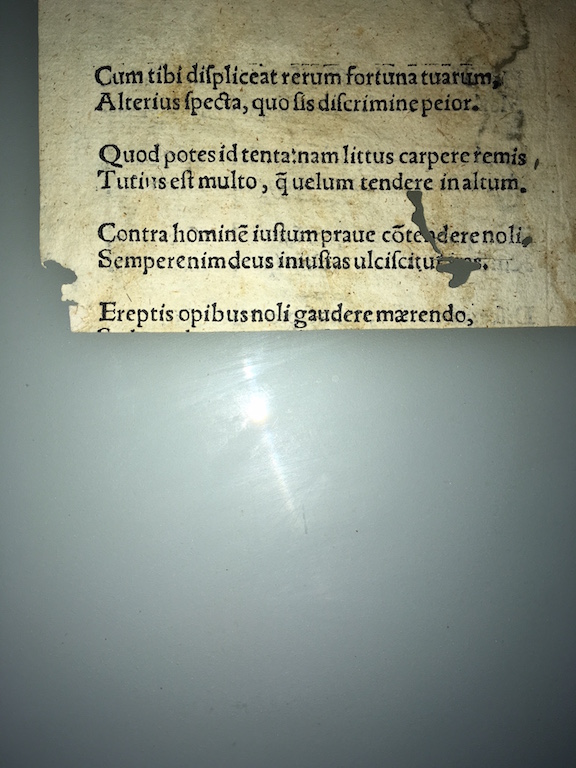 Cum tibi diſpliceat rerum fortuna tuarum,
Alterius ſpecta, quo ſis diſcrimine peior.
Quod potes id tenta:nam littus carpere remis,
Tutius eſt multo, q̃ uelum tendere in altum.
Contra hominẽ iuſtum praue cõtendere noli,
Semper enim deus iniuſtas ulciſcitur
Ereptis opibus noli gaudere mærendo,